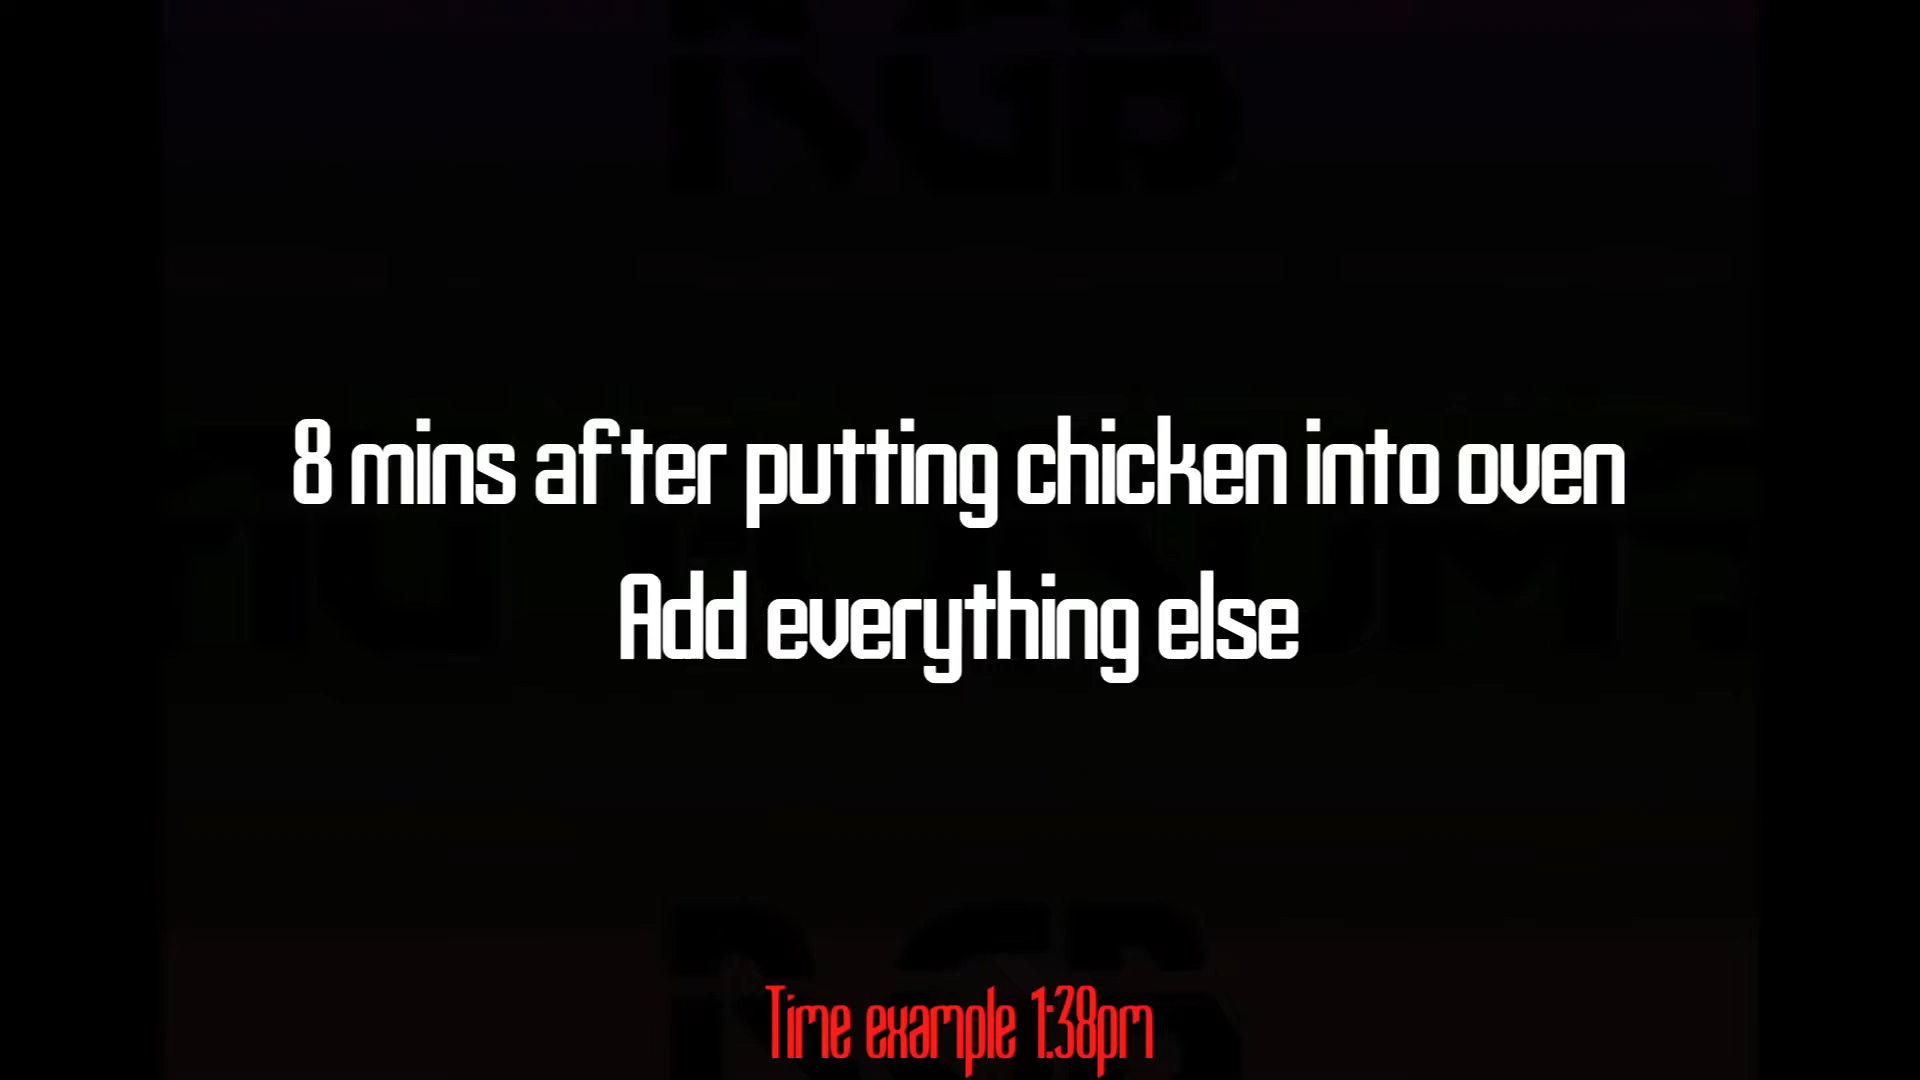 8 mins after putting chicken into oven
Add everything else
Time example 1:38pm